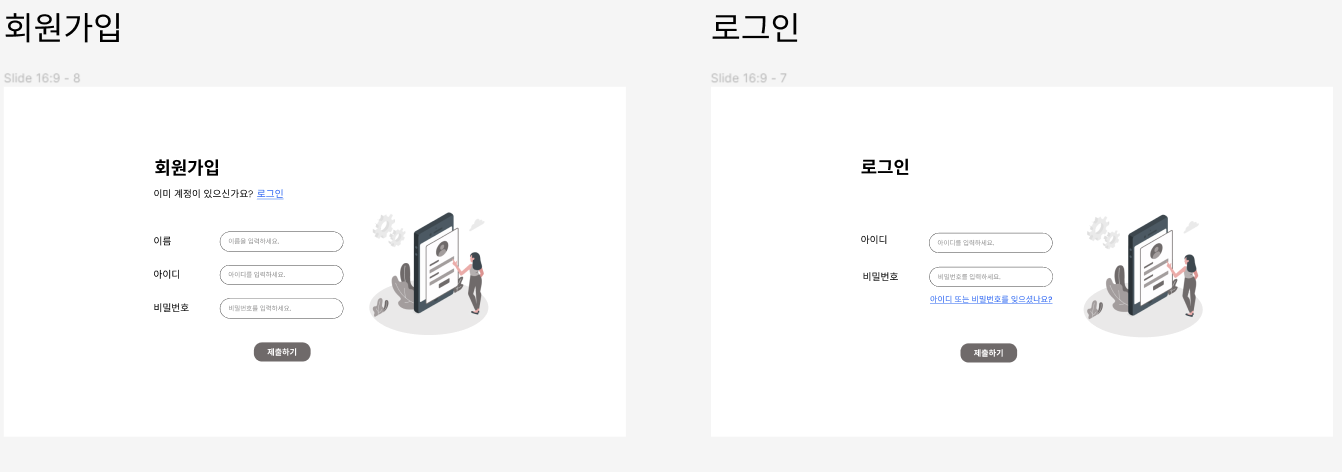 회원가입
Slide 16:9 - 8
회원가입
이미 계정이 있으신가요? 로그인
이름
이름을 입력하세요.
아이디
아이디를 입력하세요.
비밀번호
비밀번호를 입력하세요.
제출하기
로그인
Slide 16:9 - 7
로그인
아이디
아이디를 입력하세요.
비밀번호
비밀번호를 입력하세요.
아이디 또는 비밀번호를 잊으셨나요?
제출하기